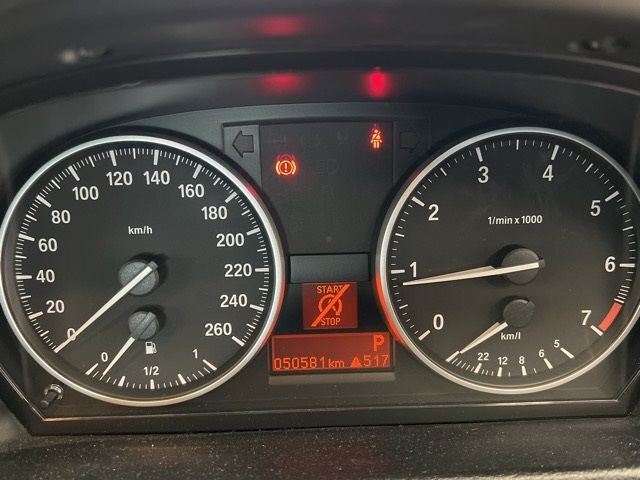 0 20 40 60 80 100 120 140 160 180 200 220 240 260
km/h
0 1/2 1
START
STOP
P
050581km ▲517
0 1 2 3 4 5 6 7
1/min x 1000
km/l
22 12 8 6 5